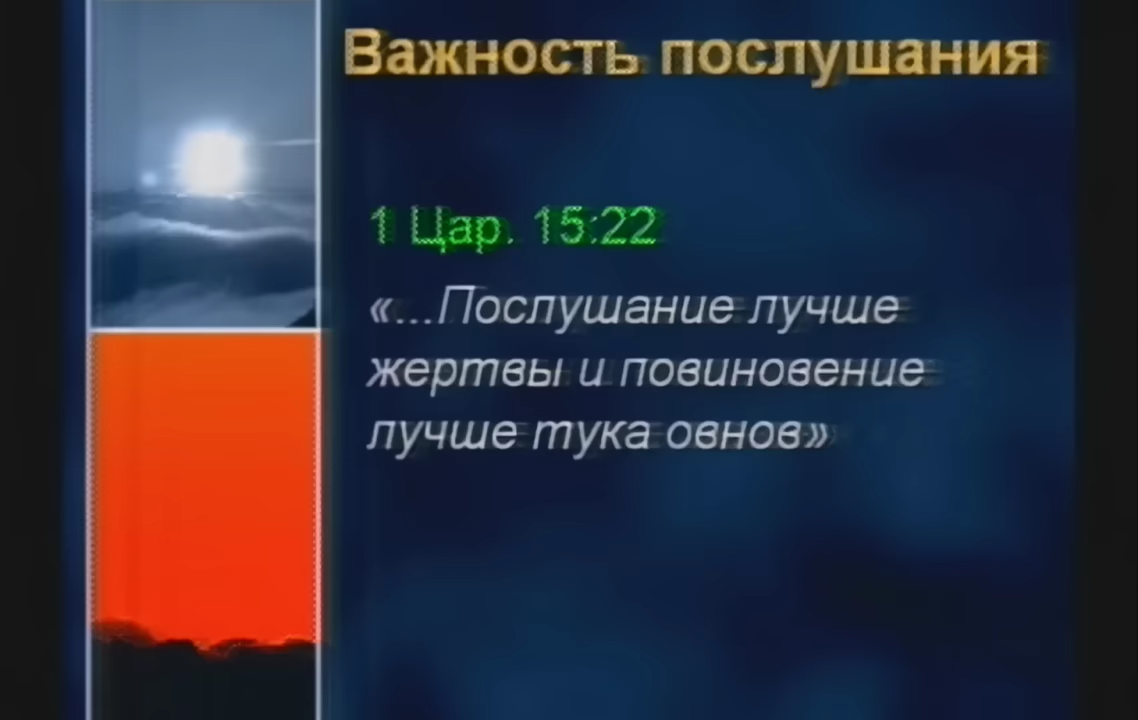 Важность послушания
1 Цар. 15:22
«...Послушание лучше
жертвы и повиновение
лучше тука овнов»